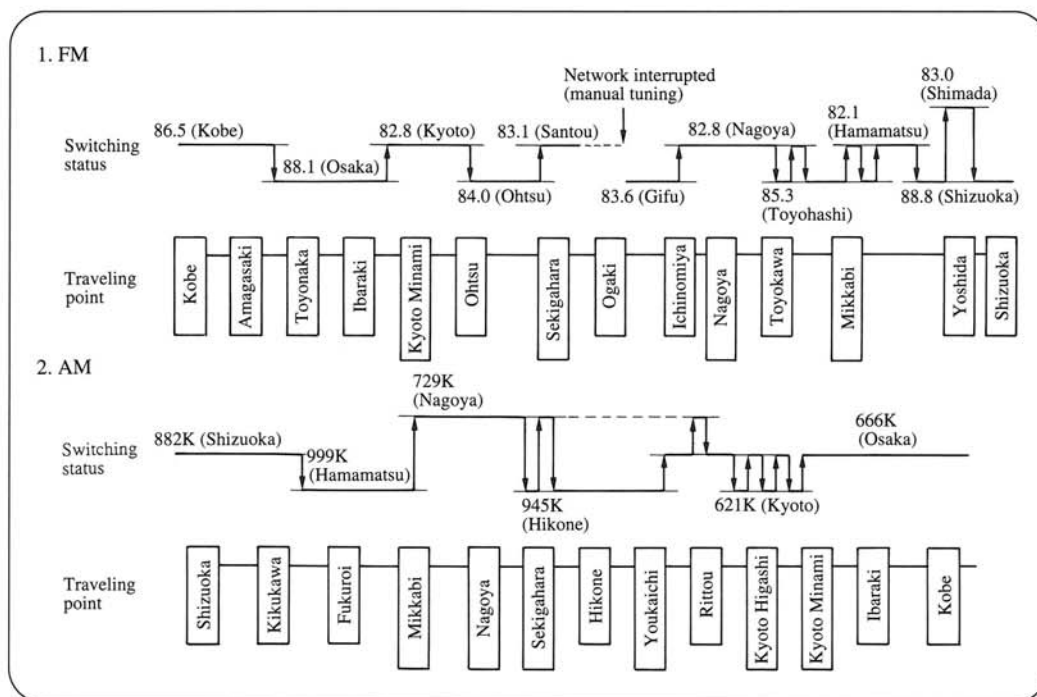 1. FM
Network interrupted
(manual tuning)
83.0
(Shimada)
Switching
status
86.5 (Kobe)
88.1 (Osaka)
82.8 (Kyoto)
84.0 (Ohtsu)
83.1 (Santou)
83.6 (Gifu)
82.8 (Nagoya)
85.3
(Toyohashi)
82.1
(Hamamatsu)
88.8 (Shizuoka)
Traveling
point
Kobe
Amagasaki
Toyonaka
Ibaraki
Kyoto Minami
Ohtsu
Sekigahara
Ogaki
Ichinomiya
Nagoya
Toyokawa
Mikkabi
Yoshida
Shizuoka
2. AM
Switching
status
882K (Shizuoka)
999K
(Hamamatsu)
729K
(Nagoya)
945K
(Hikone)
621K (Kyoto)
666K
(Osaka)
Traveling
point
Shizuoka
Kikukawa
Fukuroi
Mikkabi
Nagoya
Sekigahara
Hikone
Youkaichi
Rittou
Kyoto Higashi
Kyoto Minami
Ibaraki
Kobe